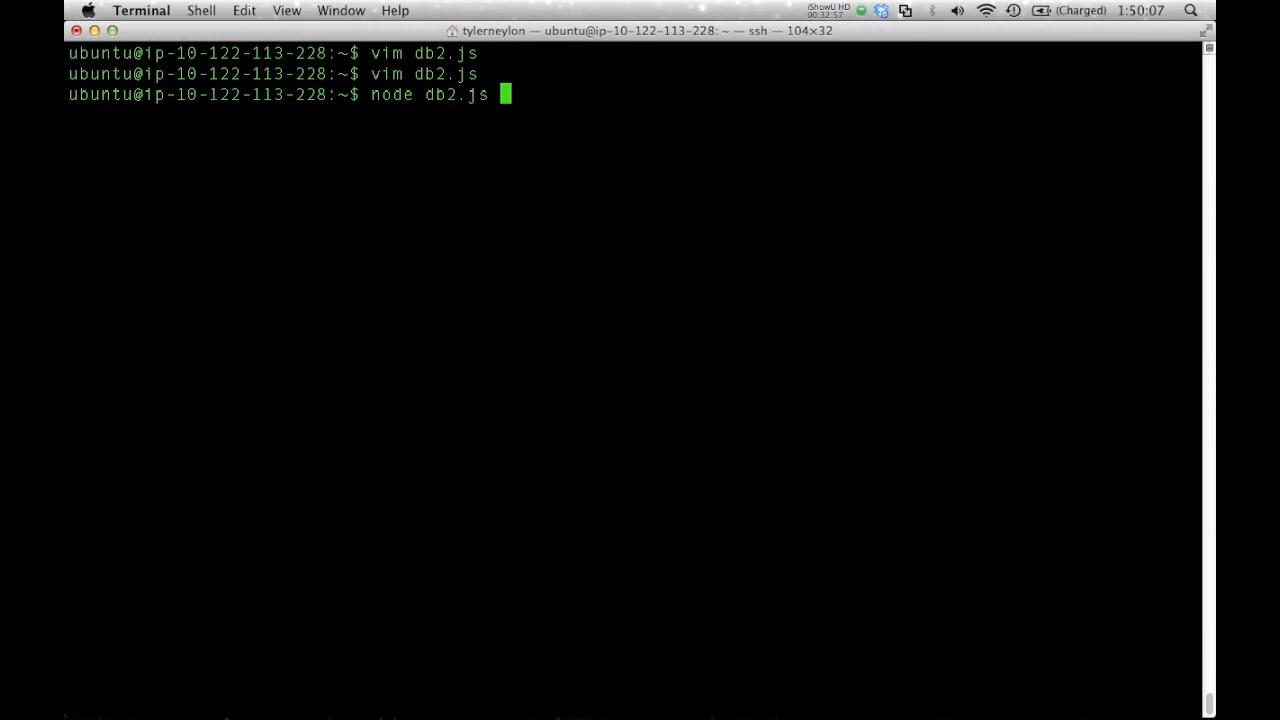 Terminal Shell Edit View Window Help iShowU HD 00:32:57 (Charged) 1:50:07
tylerneylon — ubuntu@ip-10-122-113-228: ~ — ssh — 104×32
ubuntu@ip-10-122-113-228:~$ vim db2.js
ubuntu@ip-10-122-113-228:~$ vim db2.js
ubuntu@ip-10-122-113-228:~$ node db2.js